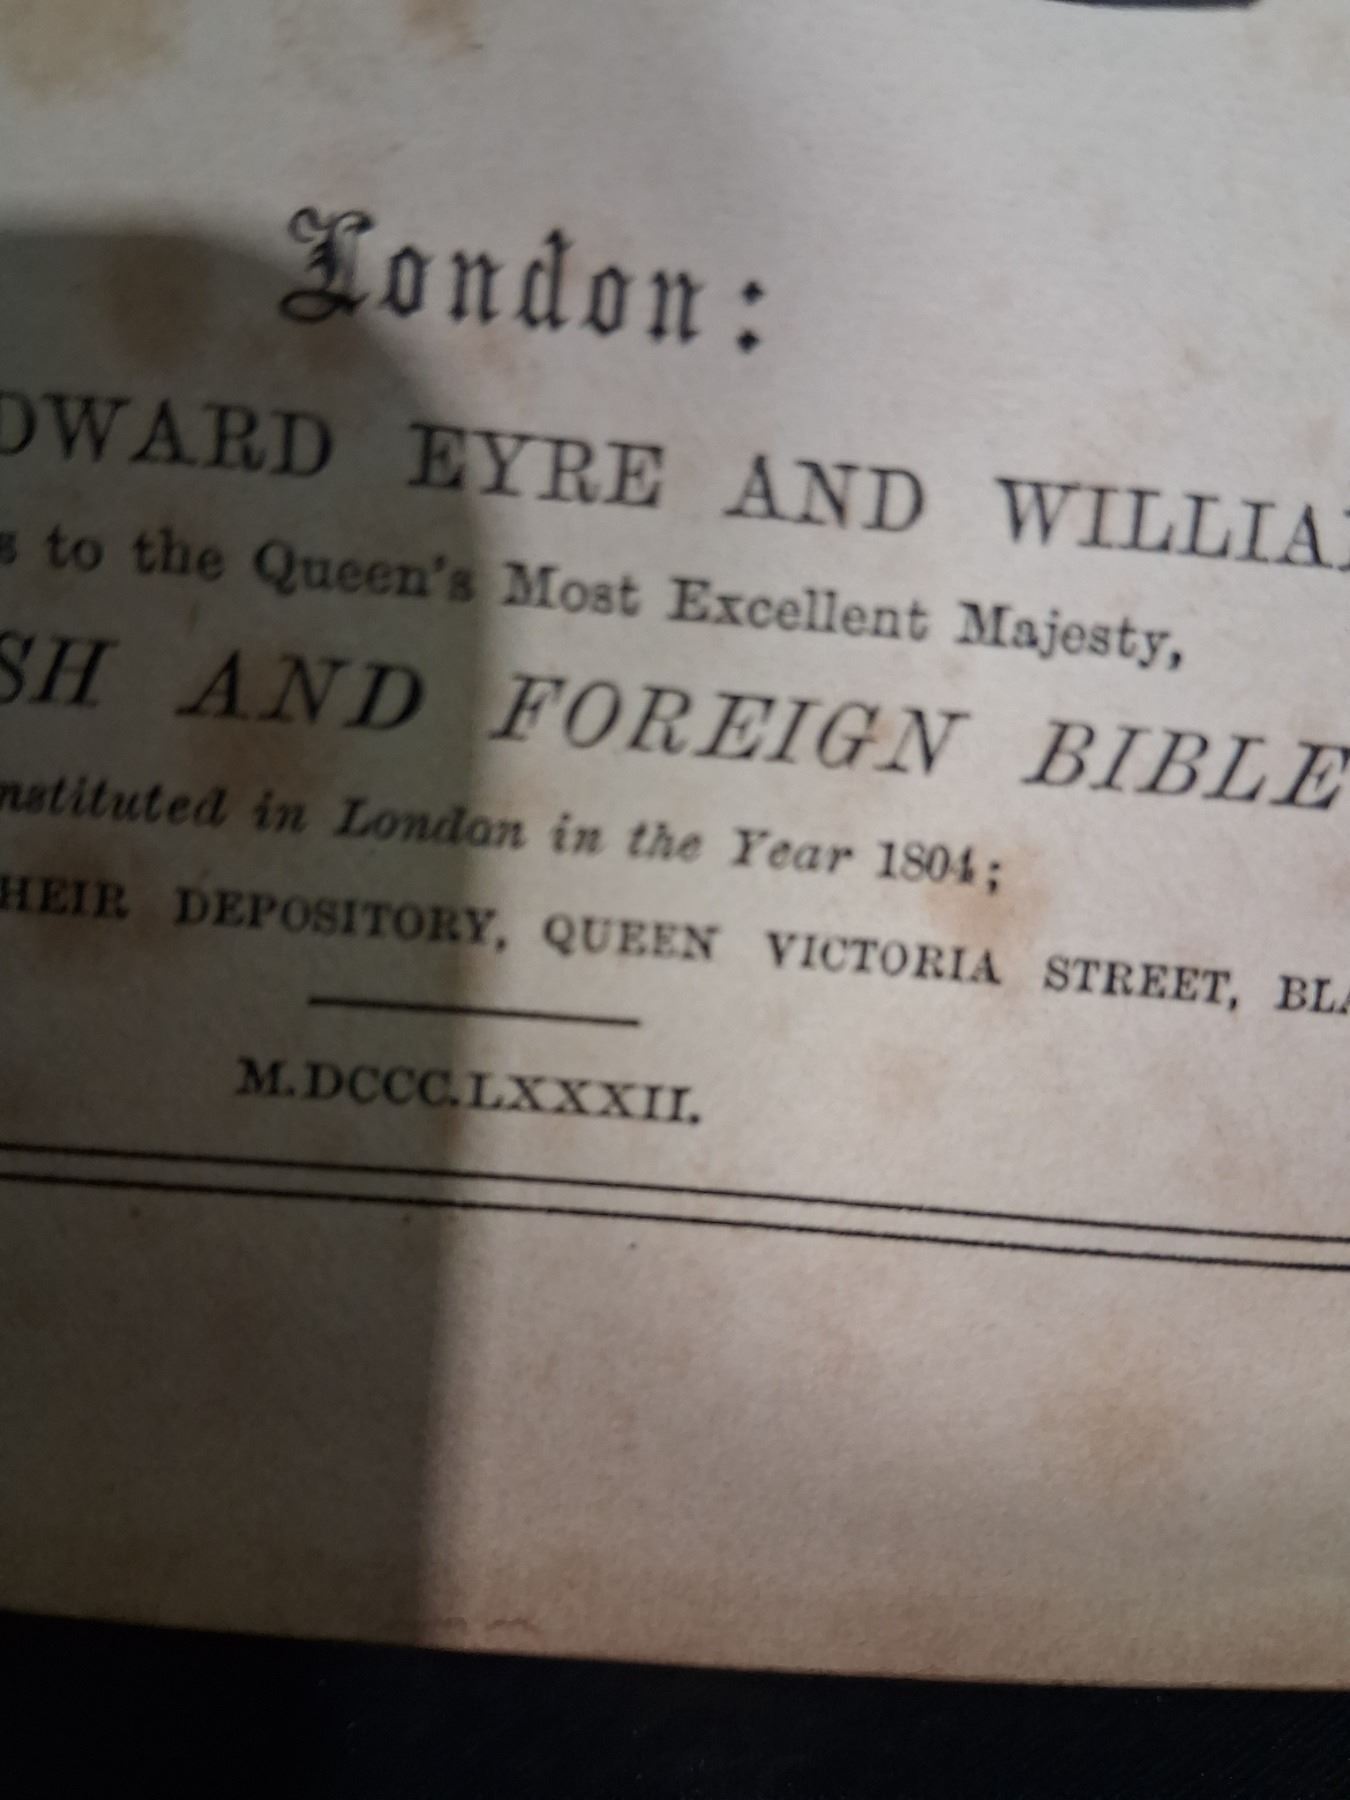 London:
DWARD EYRE AND WILLIA
s to the Queen's Most Excellent Majesty,
SH AND FOREIGN BIBLE
nstituted in London in the Year 1804;
HEIR DEPOSITORY, QUEEN VICTORIA STREET, BLA
M.DCCC.LXXXII.